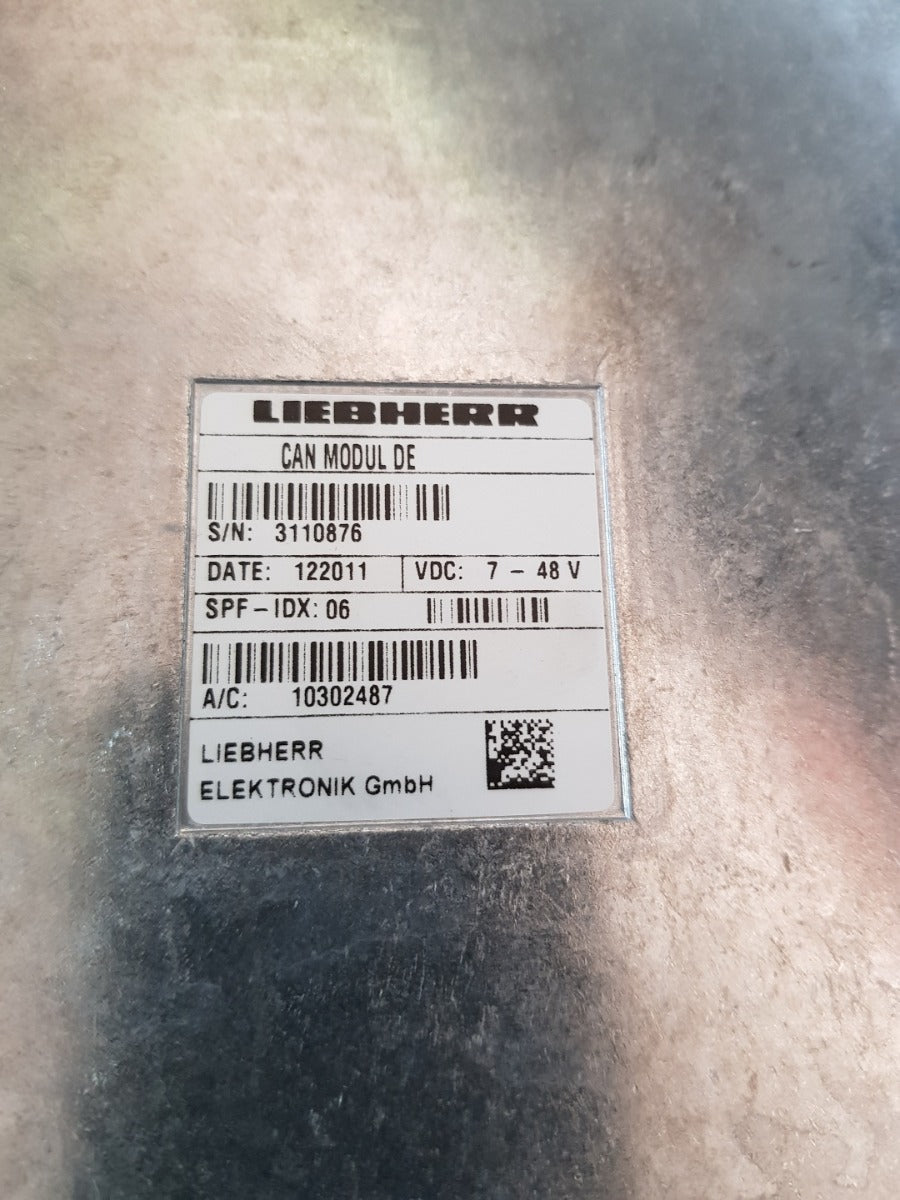 LIEBHERR
CAN MODUL DE
S/N: 3110876
DATE: 122011 VDC: 7 - 48 V
SPF-IDX: 06
A/C: 10302487
LIEBHERR
ELEKTRONIK GmbH